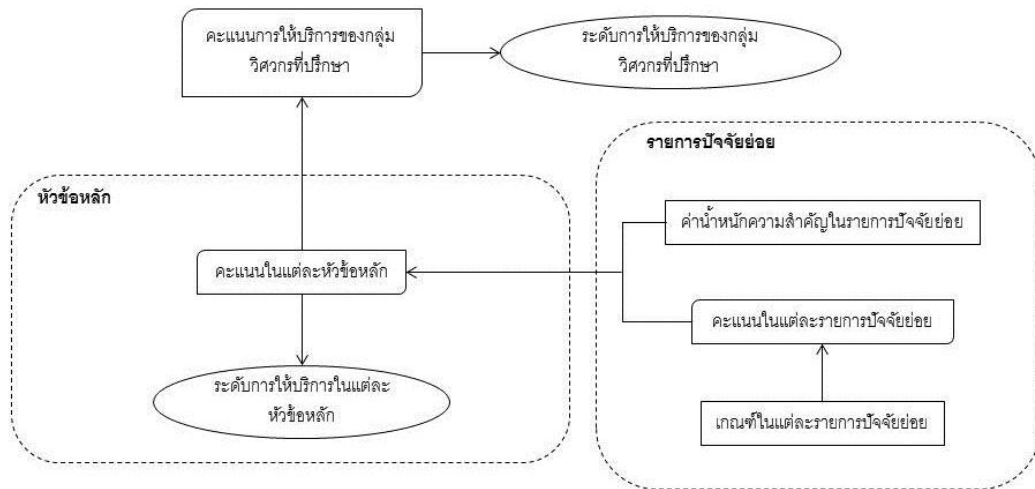 คะแนนการให้บริการของกลุ่ม
วิศวกรที่ปรึกษา
ระดับการให้บริการของกลุ่ม
วิศวกรที่ปรึกษา
รายการปัจจัยย่อย
หัวข้อหลัก
ค่าน้ำหนักความสำคัญในรายการปัจจัยย่อย
คะแนนในแต่ละหัวข้อหลัก
คะแนนในแต่ละรายการปัจจัยย่อย
ระดับการให้บริการในแต่ละ
หัวข้อหลัก
เกณฑ์ในแต่ละรายการปัจจัยย่อย